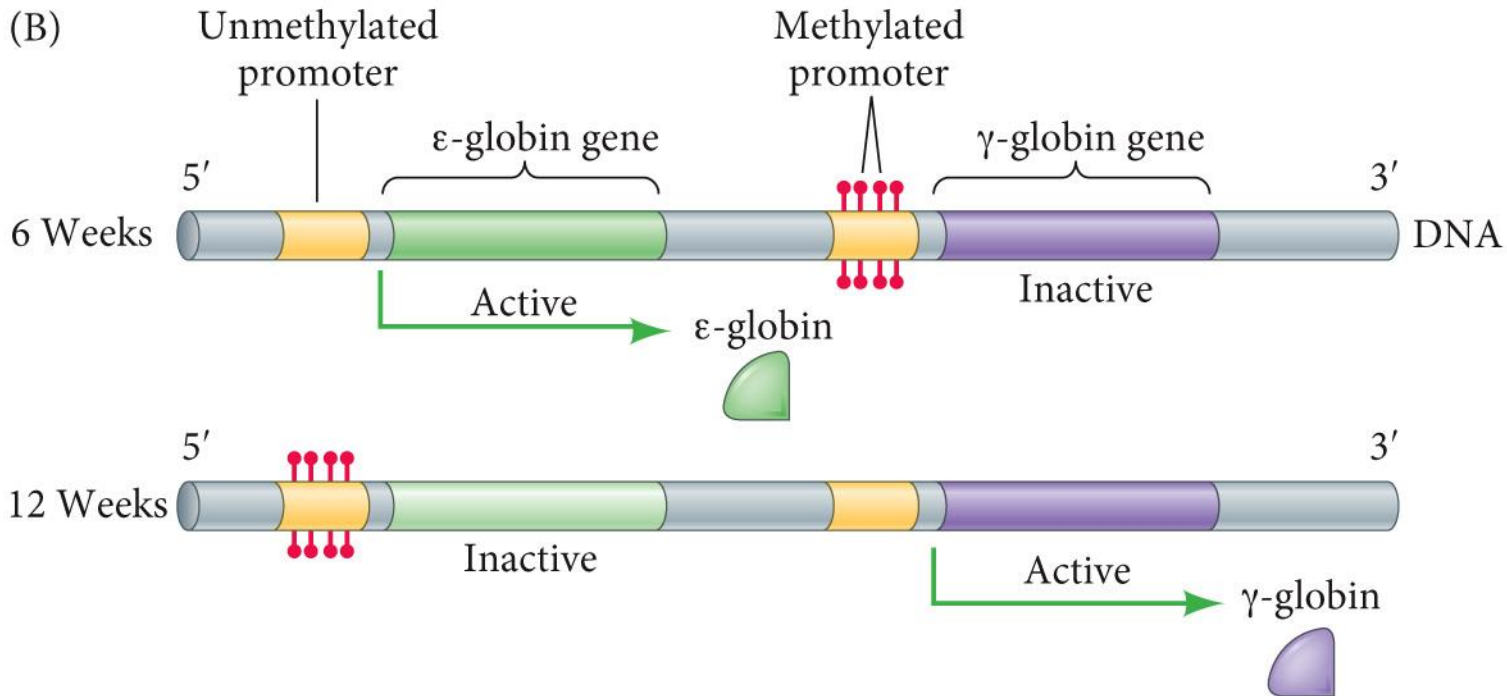 (B)
Unmethylated
promoter
Methylated
promoter
ε-globin gene
γ-globin gene
5′
3′
6 Weeks
DNA
Active
Inactive
ε-globin
5′
3′
12 Weeks
Inactive
Active
γ-globin